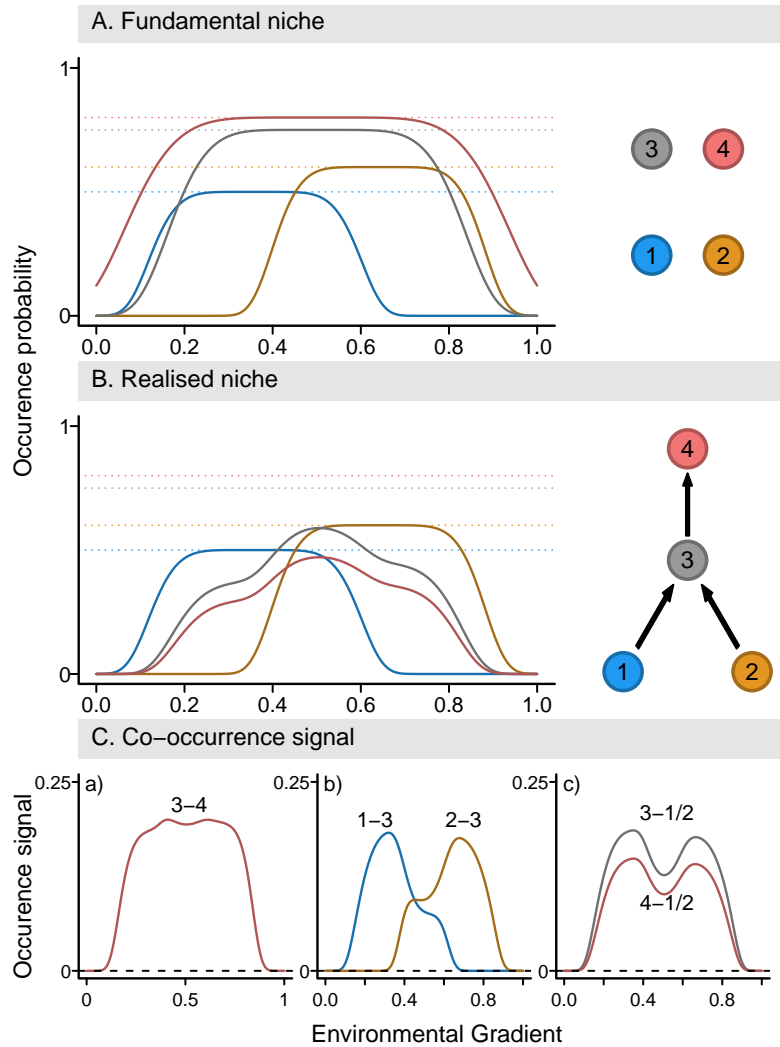 A. Fundamental niche
1
0
0.0 0.2 0.4 0.6 0.8 1.0
3 4
1 2
Occurence probability
B. Realised niche
1
0
0.0 0.2 0.4 0.6 0.8 1.0
4
3
1 2
C. Co−occurrence signal
Occurence signal
a)
0.25
0
3−4
0 0.5 1
b)
0.25
0
1−3 2−3
0.0 0.4 0.8
c)
0.25
0
3−1/2
4−1/2
0.0 0.4 0.8
Environmental Gradient